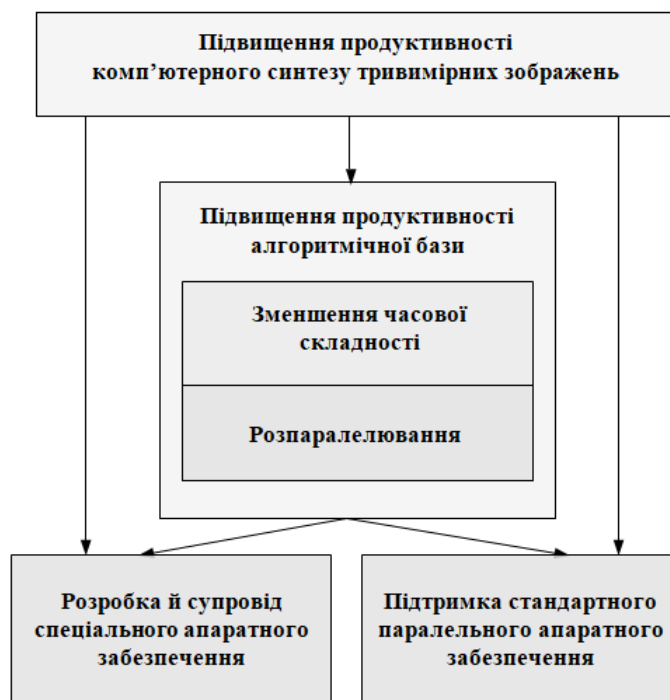 Підвищення продуктивності
комп’ютерного синтезу тривимірних зображень
Підвищення продуктивності
алгоритмічної бази
Зменшення часової
складності
Розпаралелювання
Розробка й супровід
спеціального апаратного
забезпечення
Підтримка стандартного
паралельного апаратного
забезпечення